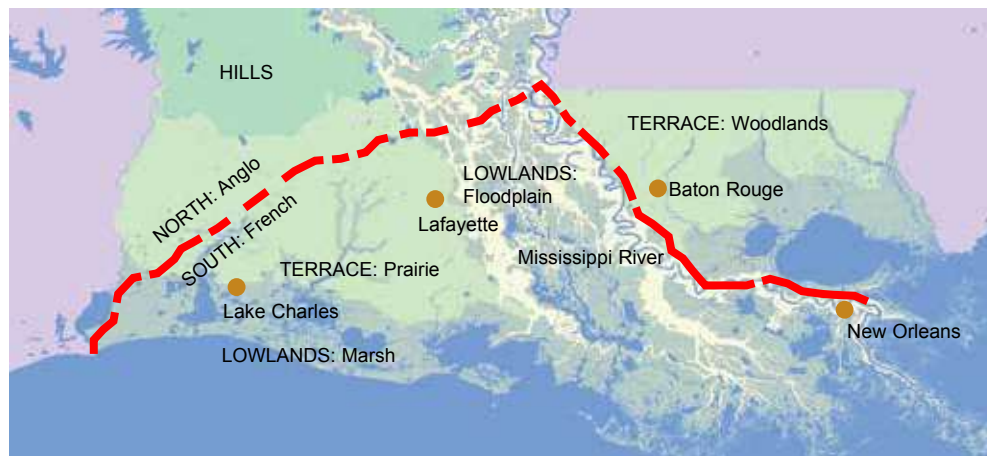 HILLS
TERRACE: Woodlands
LOWLANDS:
Floodplain
Baton Rouge
NORTH: Anglo
SOUTH: French
Lafayette
Mississippi River
TERRACE: Prairie
Lake Charles
New Orleans
LOWLANDS: Marsh